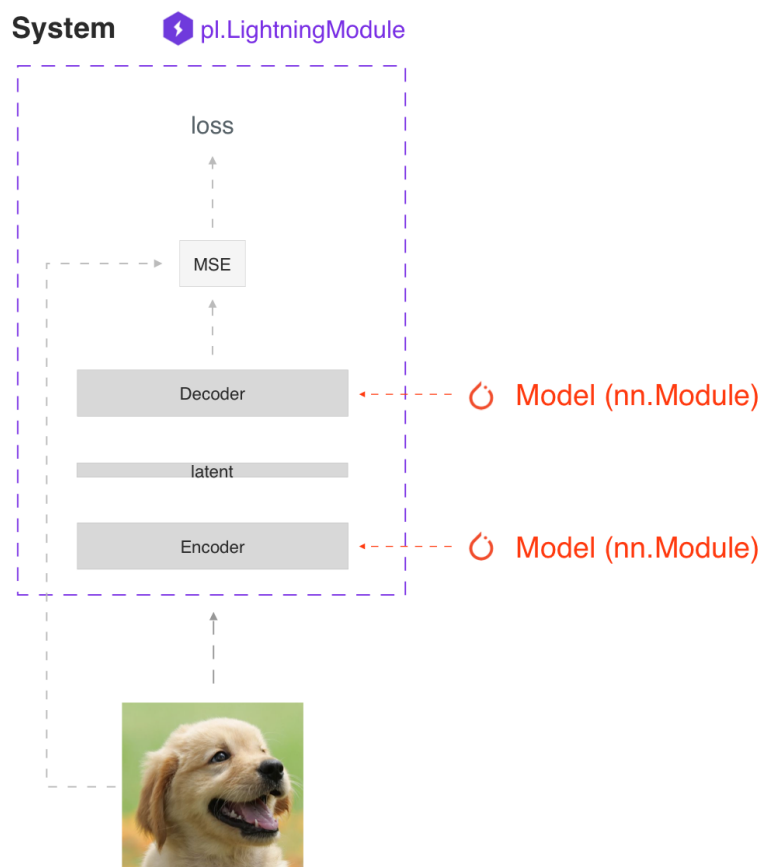 System
pl.LightningModule
loss
MSE
Decoder
Model (nn.Module)
latent
Encoder
Model (nn.Module)